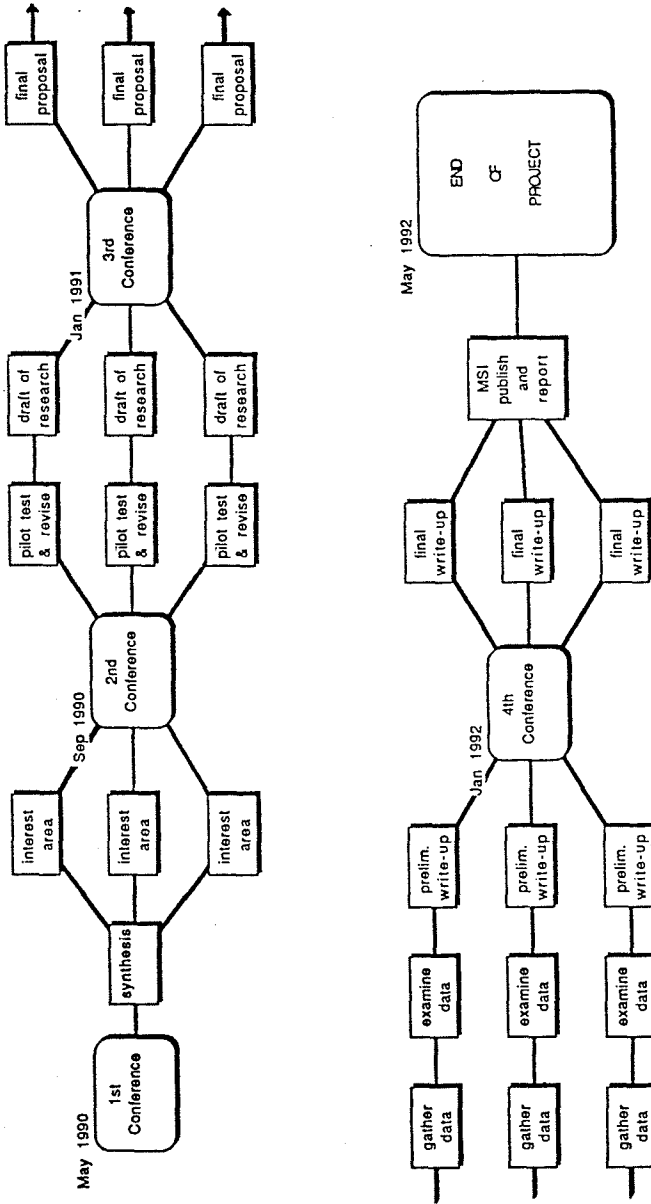 May 1990
1st
Conference
synthesis
interest
area
interest
area
interest
area
Sep 1990
2nd
Conference
pilot test
& revise
pilot test
& revise
pilot test
& revise
draft of
research
draft of
research
draft of
research
Jan 1991
3rd
Conference
final
proposal
final
proposal
final
proposal
gather
data
gather
data
gather
data
examine
data
examine
data
examine
data
prelim.
write-up
prelim.
write-up
prelim.
write-up
Jan 1992
4th
Conference
final
write-up
final
write-up
final
write-up
MSI
publish
and
report
May 1992
END
OF
PROJECT